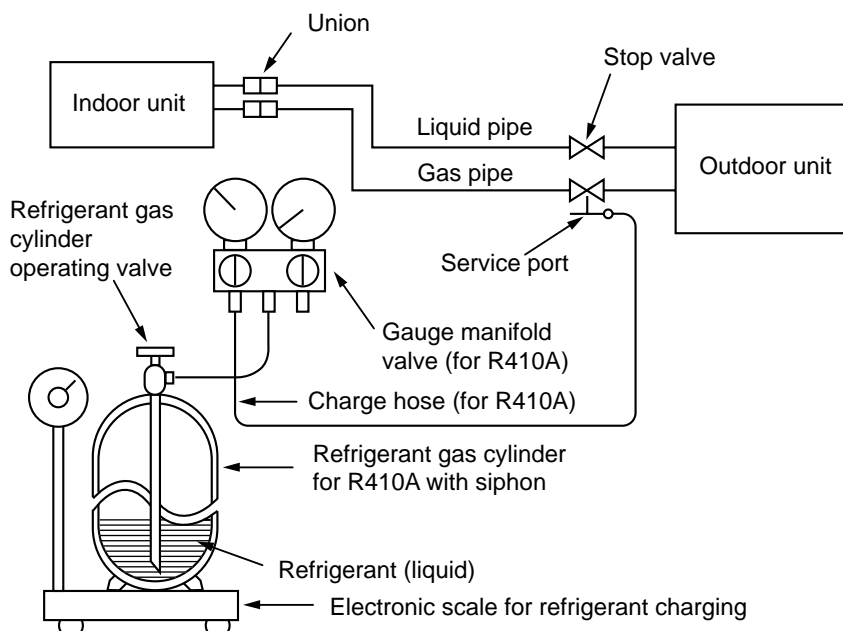 Union
Stop valve
Indoor unit
Liquid pipe
Outdoor unit
Gas pipe
Refrigerant gas
cylinder
operating valve
Service port
Gauge manifold
valve (for R410A)
Charge hose (for R410A)
Refrigerant gas cylinder
for R410A with siphon
Refrigerant (liquid)
Electronic scale for refrigerant charging